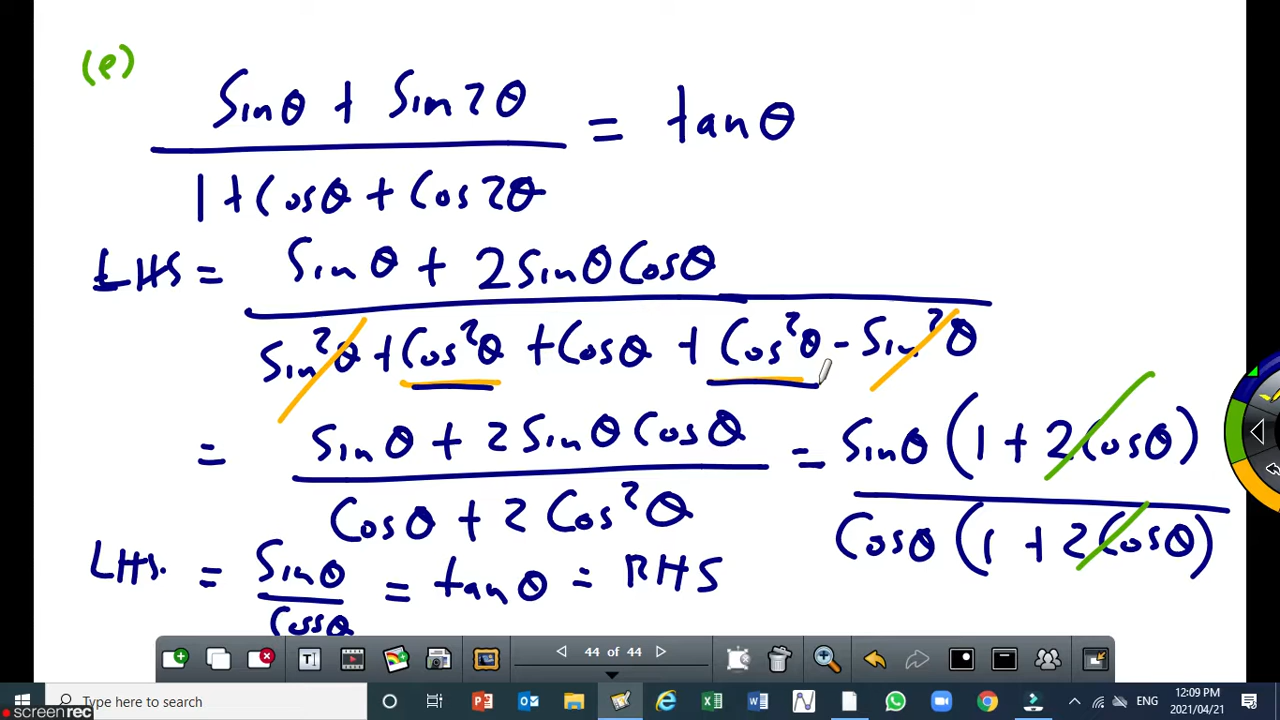 (e)
Sinθ + Sin2θ = tanθ
1 + Cosθ + Cos2θ
LHS = Sinθ + 2SinθCosθ
Sin²θ + Cos²θ + Cosθ + Cos²θ - Sin²θ
= Sinθ + 2SinθCosθ = Sinθ (1 + 2Cosθ)
Cosθ + 2Cos²θ Cosθ (1 + 2Cosθ)
LHS. = Sinθ = tanθ = RHS
Cosθ
44 of 44
Type here to search
ENG
12:09 PM
2021/04/21
screenrec